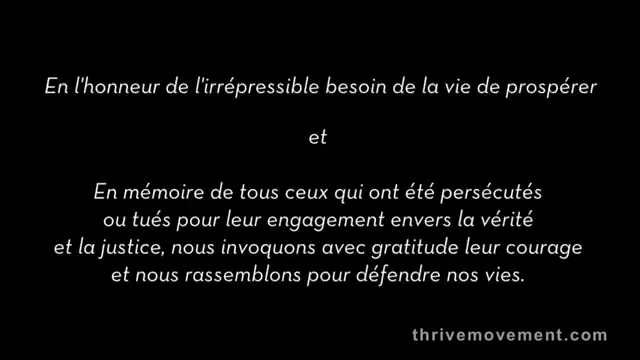 En l'honneur de l'irrépressible besoin de la vie de prospérer
et
En mémoire de tous ceux qui ont été persécutés
ou tués pour leur engagement envers la vérité
et la justice, nous invoquons avec gratitude leur courage
et nous rassemblons pour défendre nos vies.
thrivemovement.com